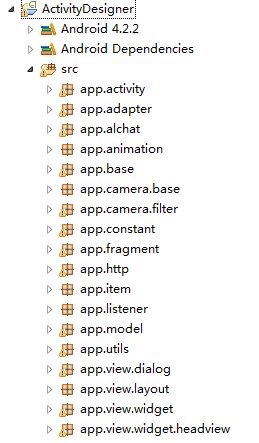 ActivityDesigner
Android 4.2.2
Android Dependencies
src
app.activity
app.adapter
app.alchat
app.animation
app.base
app.camera.base
app.camera.filter
app.constant
app.fragment
app.http
app.item
app.listener
app.model
app.utils
app.view.dialog
app.view.layout
app.view.widget
app.view.widget.headview